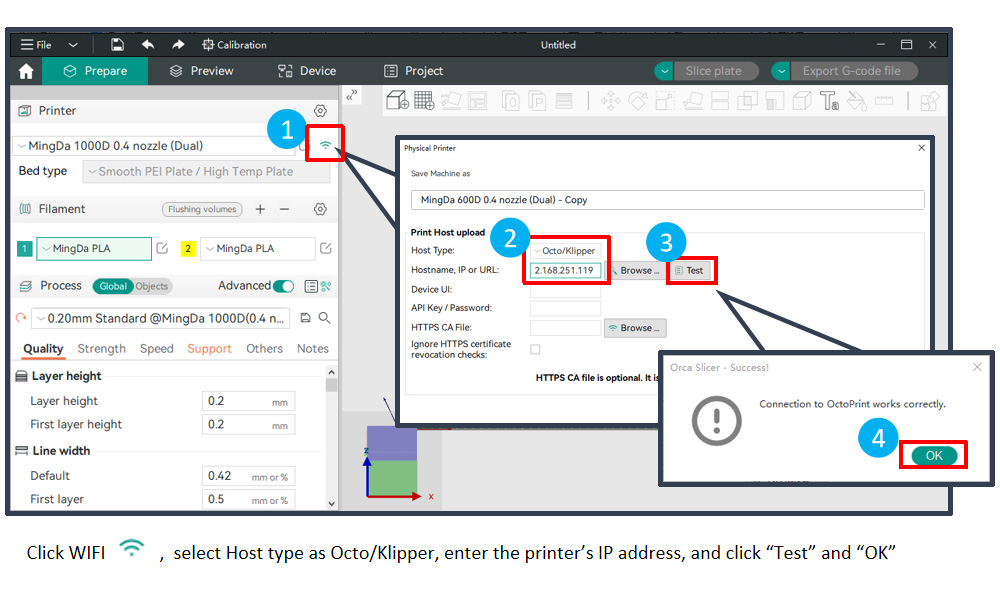 File
Calibration
Untitled
Prepare
Preview
Device
Project
Slice plate
Export G-code file
Printer
1
MingDa 1000D 0.4 nozzle (Dual)
Bed type
Smooth PEI Plate / High Temp Plate
Filament
Flushing volumes
1 MingDa PLA
2 MingDa PLA
Process
Global Objects
Advanced
0.20mm Standard @MingDa 1000D(0.4 n...
Quality Strength Speed Support Others Notes
Layer height
Layer height 0.2 mm
First layer height 0.2 mm
Line width
Default 0.42 mm or %
First layer 0.5 mm or %
z
x
Physical Printer
Save Machine as
MingDa 600D 0.4 nozzle (Dual) - Copy
Print Host upload
2
3
Host Type: Octo/Klipper
Hostname, IP or URL: 2.168.251.119 Browse ... Test
Device UI:
API Key / Password:
HTTPS CA File: Browse ...
Ignore HTTPS certificate
revocation checks:
HTTPS CA file is optional. It is
Orca Slicer - Success!
Connection to OctoPrint works correctly.
4
OK
Click WIFI , select Host type as Octo/Klipper, enter the printer’s IP address, and click “Test” and “OK”